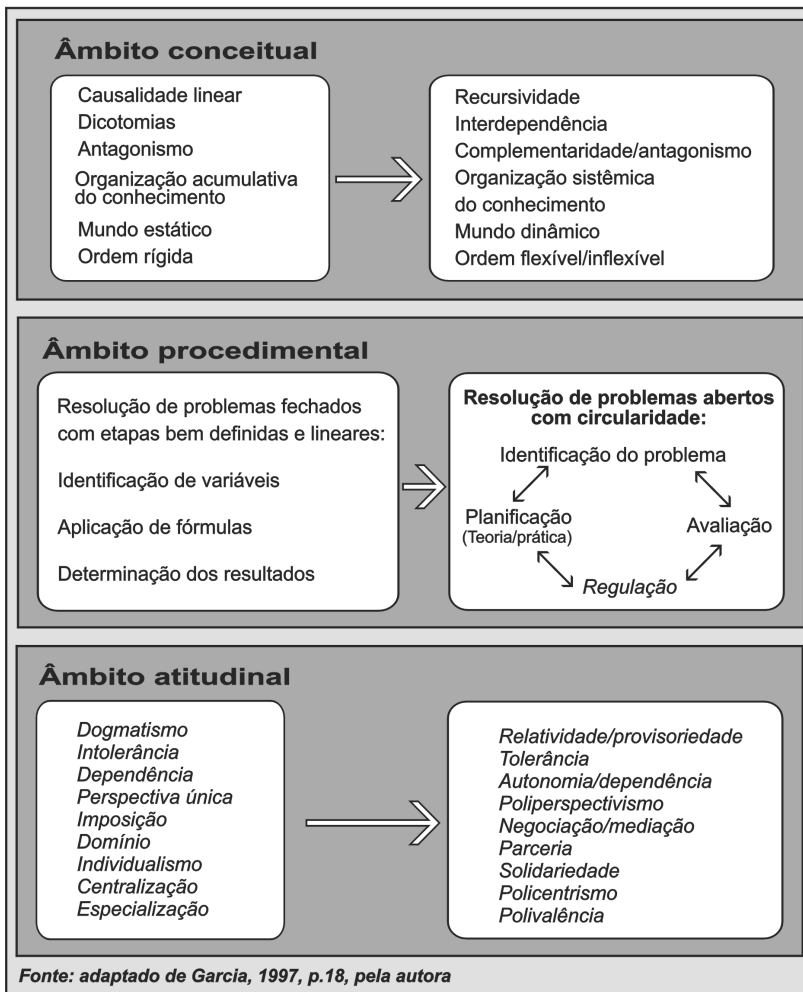 Âmbito conceitual
Causalidade linear
Dicotomias
Antagonismo
Organização acumulativa
do conhecimento
Mundo estático
Ordem rígida
Recursividade
Interdependência
Complementaridade/antagonismo
Organização sistêmica
do conhecimento
Mundo dinâmico
Ordem flexível/inflexível
Âmbito procedimental
Resolução de problemas fechados
com etapas bem definidas e lineares:
Identificação de variáveis
Aplicação de fórmulas
Determinação dos resultados
Resolução de problemas abertos
com circularidade:
Identificação do problema
Planificação
(Teoria/prática)
Avaliação
Regulação
Âmbito atitudinal
Dogmatismo
Intolerância
Dependência
Perspectiva única
Imposição
Domínio
Individualismo
Centralização
Especialização
Relatividade/provisoriedade
Tolerância
Autonomia/dependência
Poliperspectivismo
Negociação/mediação
Parceria
Solidariedade
Policentrismo
Polivalência
Fonte: adaptado de Garcia, 1997, p.18, pela autora